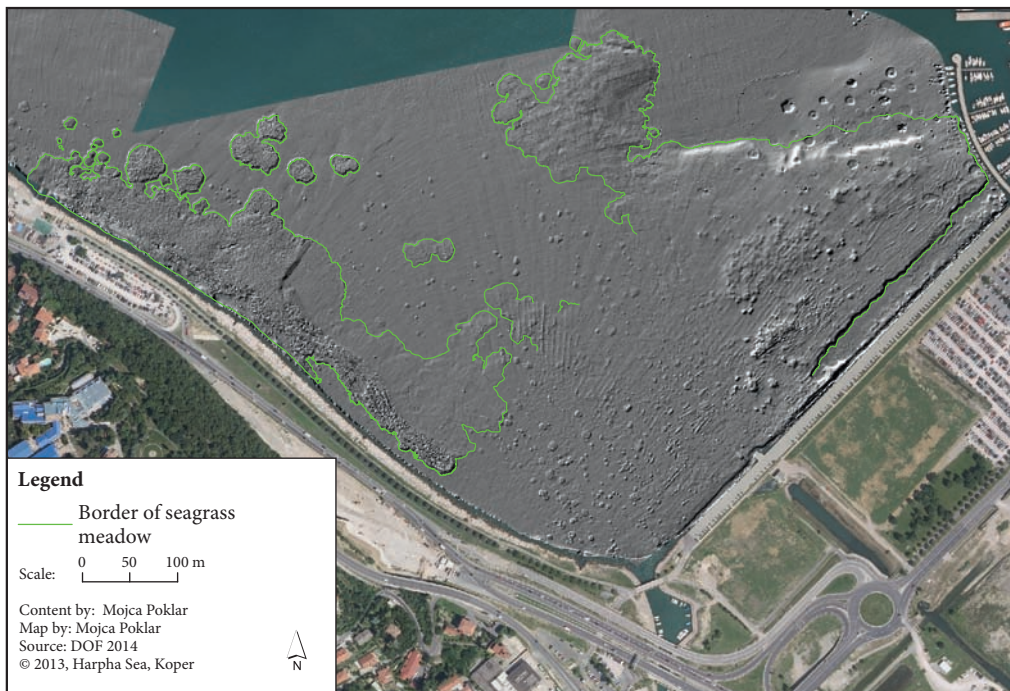 Legend
Border of seagrass
meadow
Scale:
0 50 100 m
Content by: Mojca Poklar
Map by: Mojca Poklar
Source: DOF 2014
© 2013, Harpha Sea, Koper
N